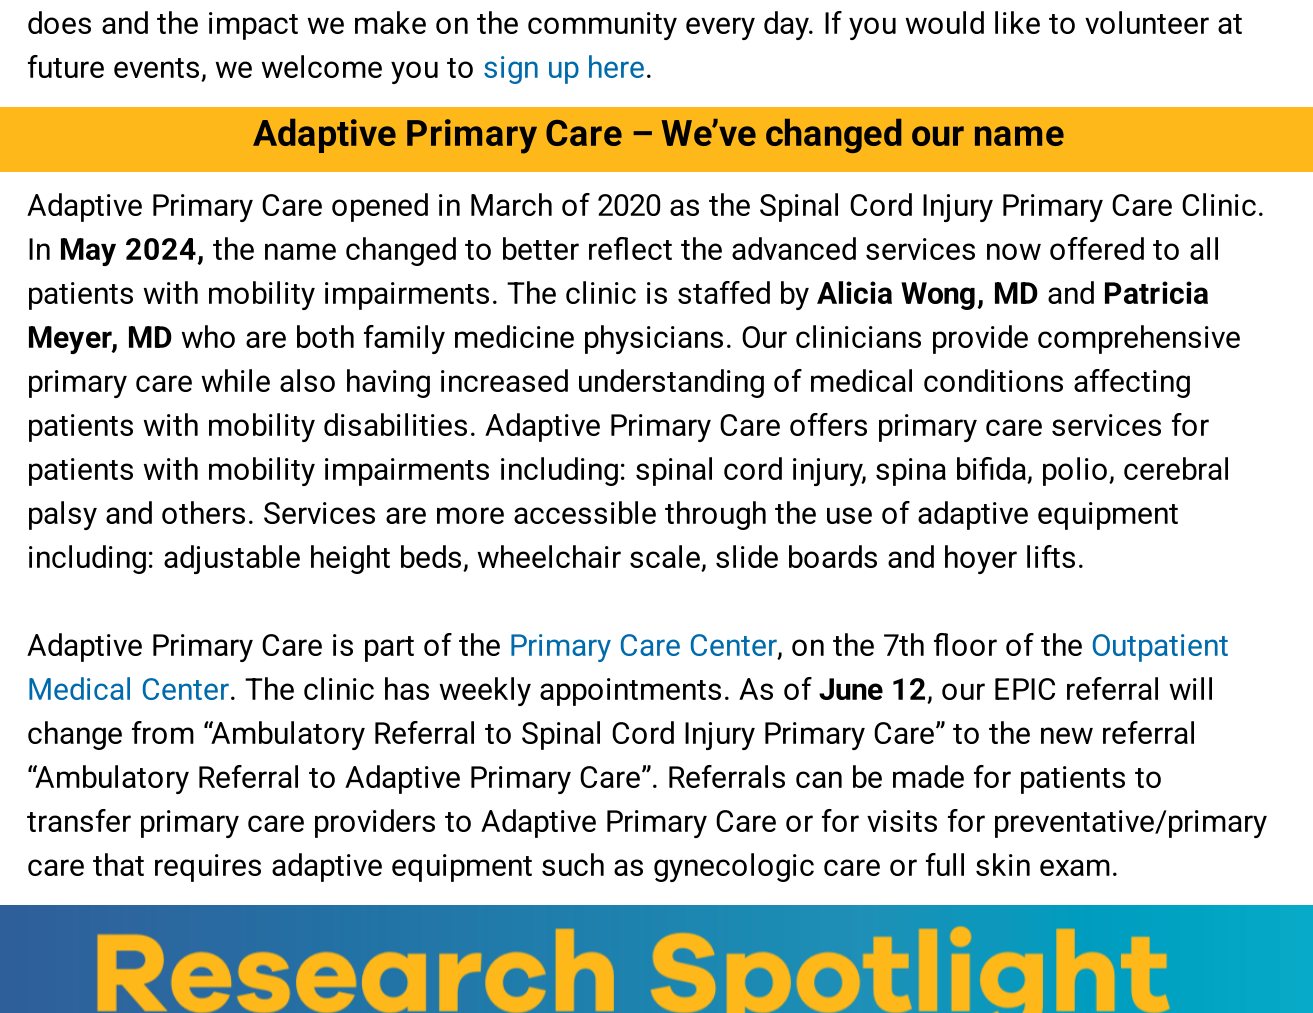 does and the impact we make on the community every day. If you would like to volunteer at
future events, we welcome you to sign up here.
Adaptive Primary Care – We’ve changed our name
Adaptive Primary Care opened in March of 2020 as the Spinal Cord Injury Primary Care Clinic.
In May 2024, the name changed to better reflect the advanced services now offered to all
patients with mobility impairments. The clinic is staffed by Alicia Wong, MD and Patricia
Meyer, MD who are both family medicine physicians. Our clinicians provide comprehensive
primary care while also having increased understanding of medical conditions affecting
patients with mobility disabilities. Adaptive Primary Care offers primary care services for
patients with mobility impairments including: spinal cord injury, spina bifida, polio, cerebral
palsy and others. Services are more accessible through the use of adaptive equipment
including: adjustable height beds, wheelchair scale, slide boards and hoyer lifts.
Adaptive Primary Care is part of the Primary Care Center, on the 7th floor of the Outpatient
Medical Center. The clinic has weekly appointments. As of June 12, our EPIC referral will
change from “Ambulatory Referral to Spinal Cord Injury Primary Care” to the new referral
“Ambulatory Referral to Adaptive Primary Care”. Referrals can be made for patients to
transfer primary care providers to Adaptive Primary Care or for visits for preventative/primary
care that requires adaptive equipment such as gynecologic care or full skin exam.
Research Spotlight